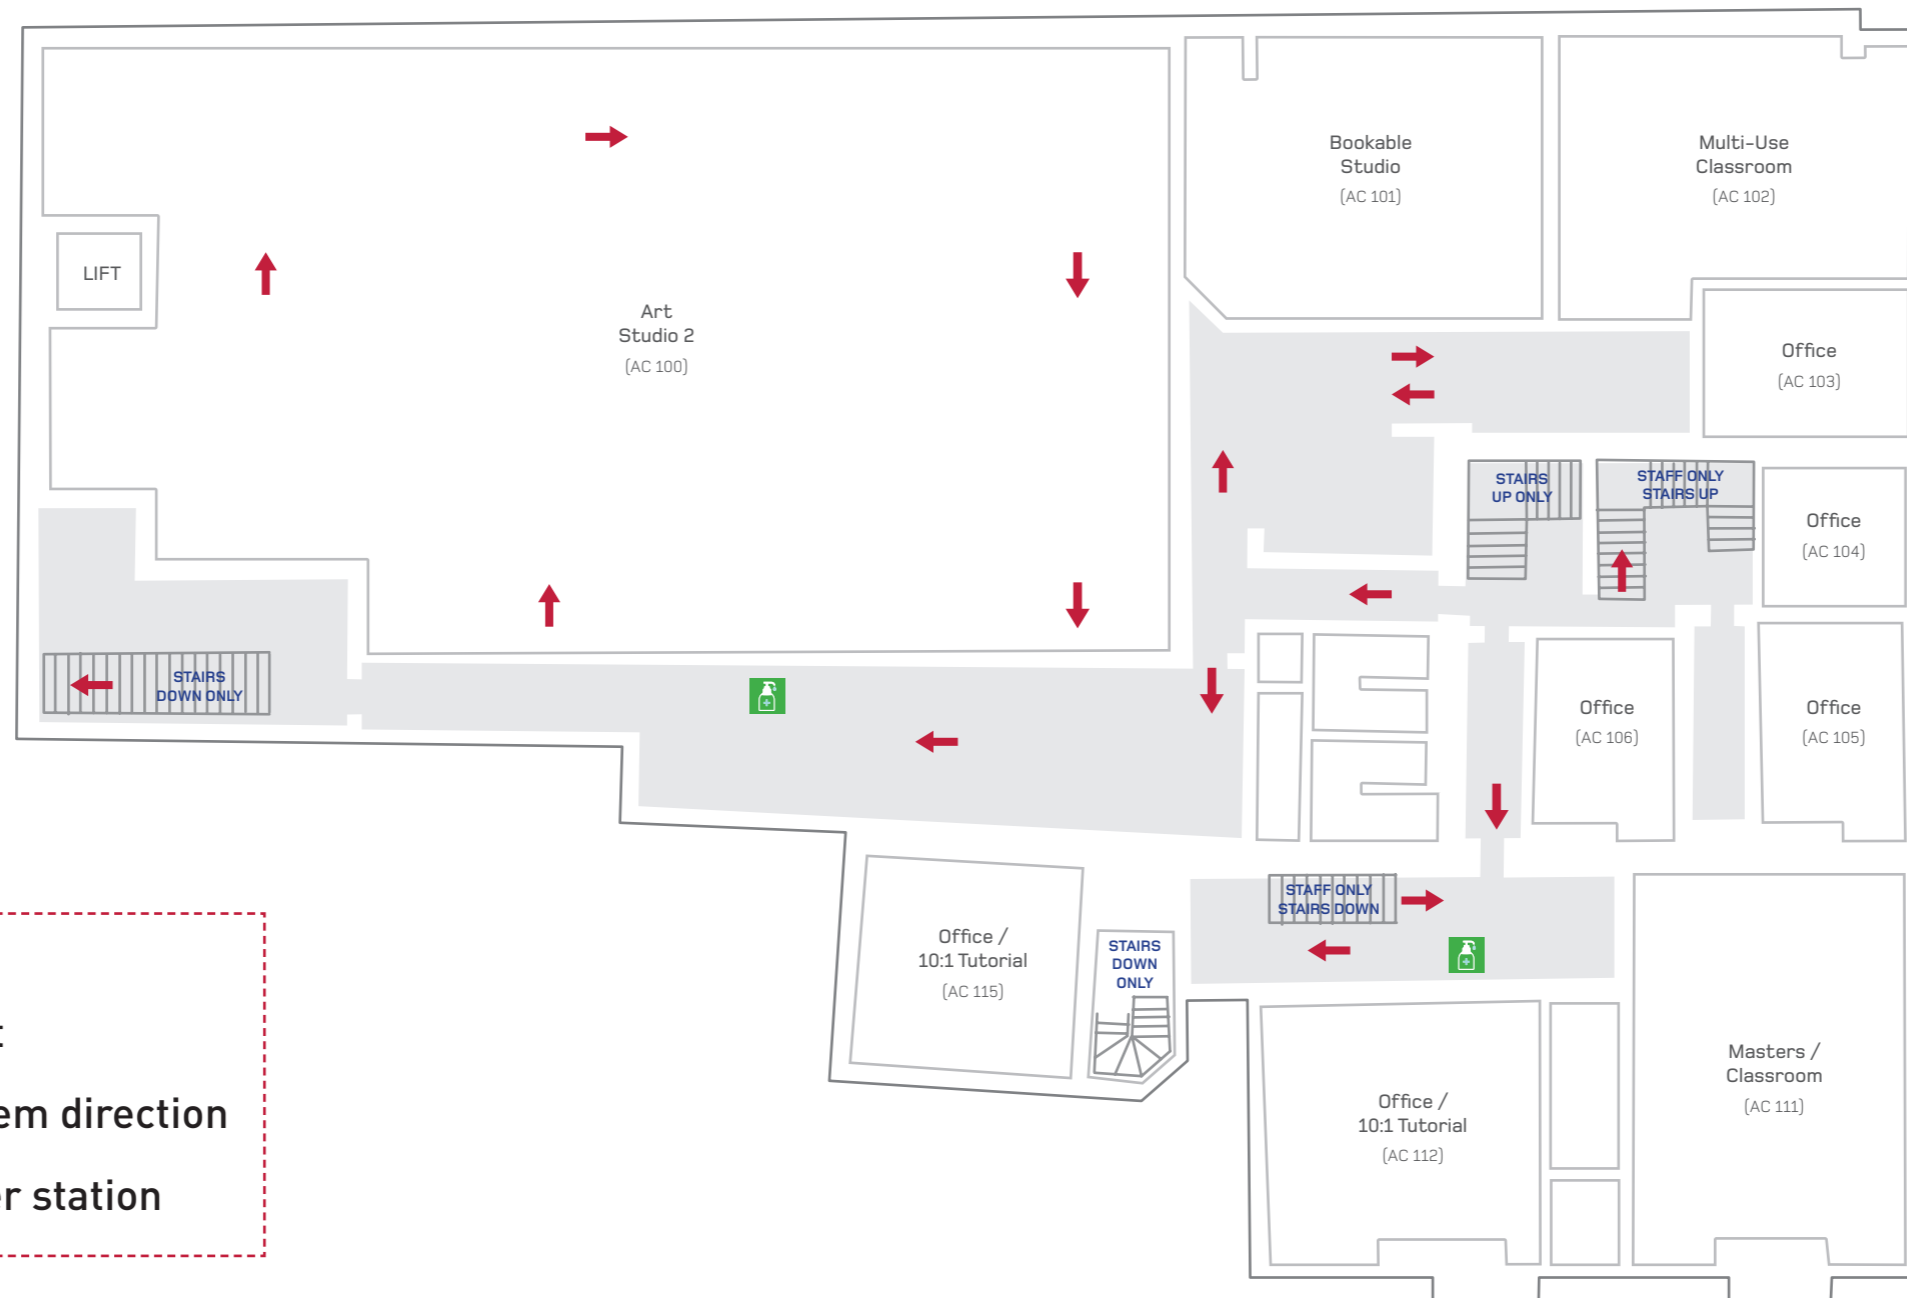 Bookable
Studio
(AC 101)
Multi-Use
Classroom
(AC 102)
LIFT
Art
Studio 2
(AC 100)
Office
(AC 103)
STAIRS
UP ONLY
STAFF ONLY
STAIRS UP
Office
(AC 104)
STAIRS
DOWN ONLY
Office
(AC 106)
Office
(AC 105)
STAFF ONLY
STAIRS DOWN
Office /
10:1 Tutorial
(AC 115)
STAIRS
DOWN
ONLY
Office /
10:1 Tutorial
(AC 112)
Masters /
Classroom
(AC 111)
em direction
er station